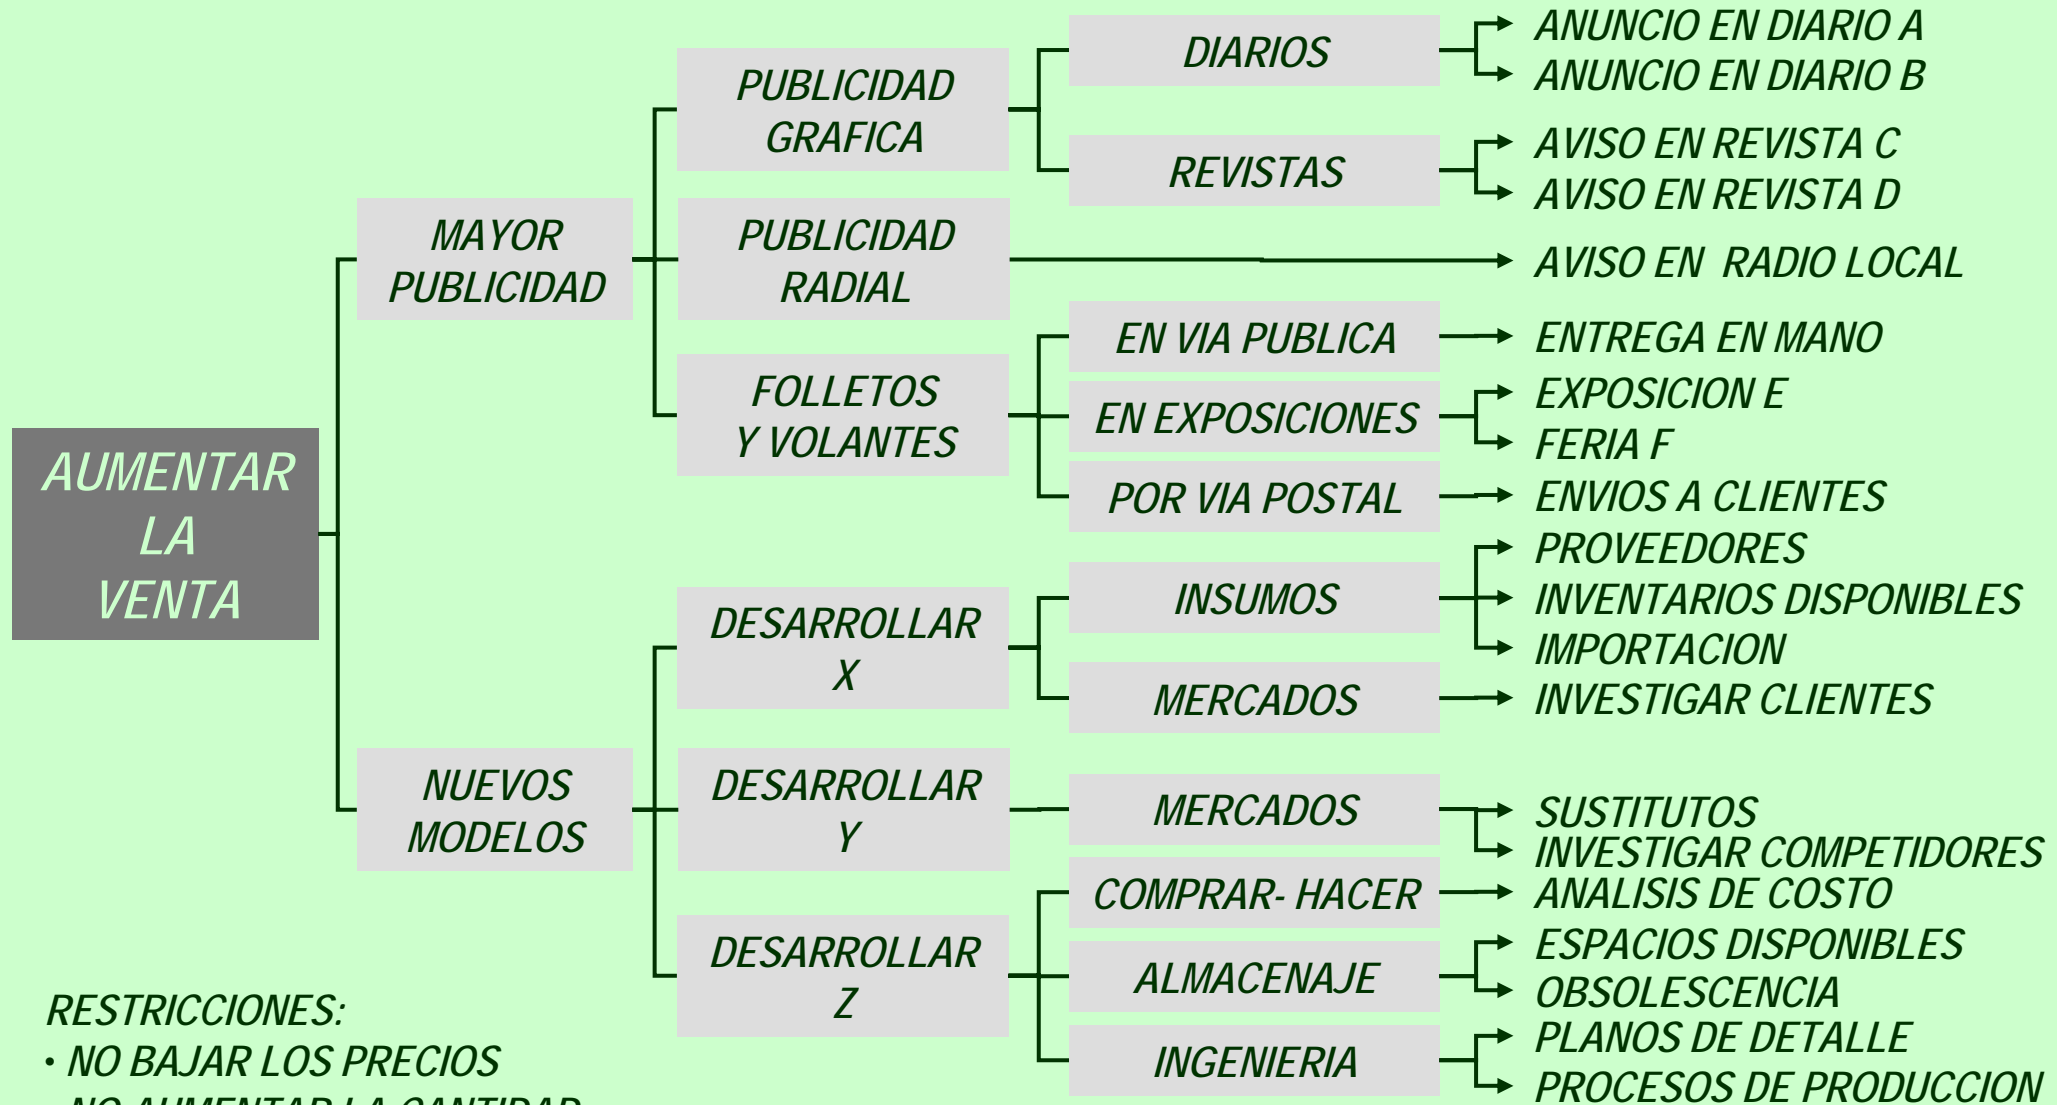 AUMENTAR
LA
VENTA
MAYOR
PUBLICIDAD
NUEVOS
MODELOS
PUBLICIDAD
GRAFICA
PUBLICIDAD
RADIAL
FOLLETOS
Y VOLANTES
DESARROLLAR
X
DESARROLLAR
Y
DESARROLLAR
Z
DIARIOS
REVISTAS
EN VIA PUBLICA
EN EXPOSICIONES
POR VIA POSTAL
INSUMOS
MERCADOS
MERCADOS
COMPRAR- HACER
ALMACENAJE
INGENIERIA
ANUNCIO EN DIARIO A
ANUNCIO EN DIARIO B
AVISO EN REVISTA C
AVISO EN REVISTA D
AVISO EN RADIO LOCAL
ENTREGA EN MANO
EXPOSICION E
FERIA F
ENVIOS A CLIENTES
PROVEEDORES
INVENTARIOS DISPONIBLES
IMPORTACION
INVESTIGAR CLIENTES
SUSTITUTOS
INVESTIGAR COMPETIDORES
ANALISIS DE COSTO
ESPACIOS DISPONIBLES
OBSOLESCENCIA
PLANOS DE DETALLE
PROCESOS DE PRODUCCION
RESTRICCIONES:
• NO BAJAR LOS PRECIOS
NO AUMENTAR LA CANTIDAD